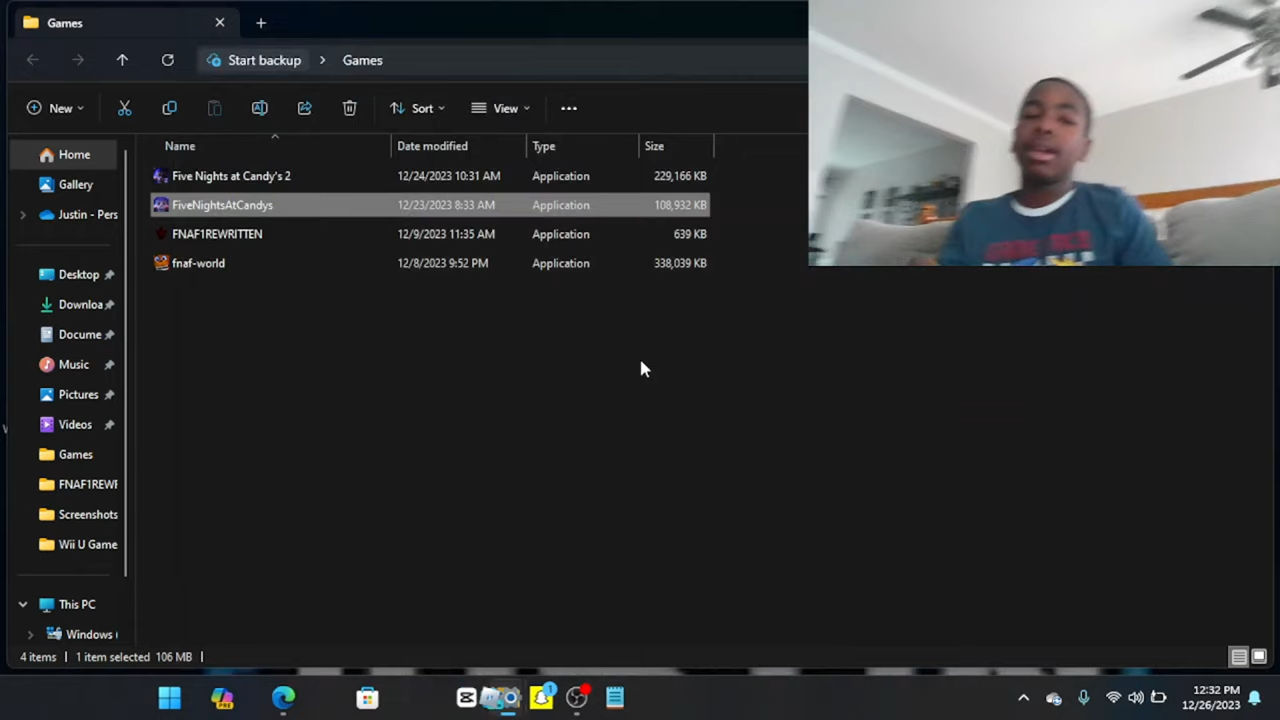 Games
Start backup > Games
New Sort View
Name Date modified Type Size
Five Nights at Candy's 2 12/24/2023 10:31 AM Application 229,166 KB
FiveNightsAtCandys 12/23/2023 8:33 AM Application 108,932 KB
FNAF1REWRITTEN 12/9/2023 11:35 AM Application 639 KB
fnaf-world 12/8/2023 9:52 PM Application 338,039 KB
Home
Gallery
Justin - Pers
Desktop
Downloa
Docume
Music
Pictures
Videos
Games
FNAF1REWF
Screenshots
Wii U Game
This PC
Windows (
4 items 1 item selected 106 MB
PRE
1
12:32 PM
12/26/2023